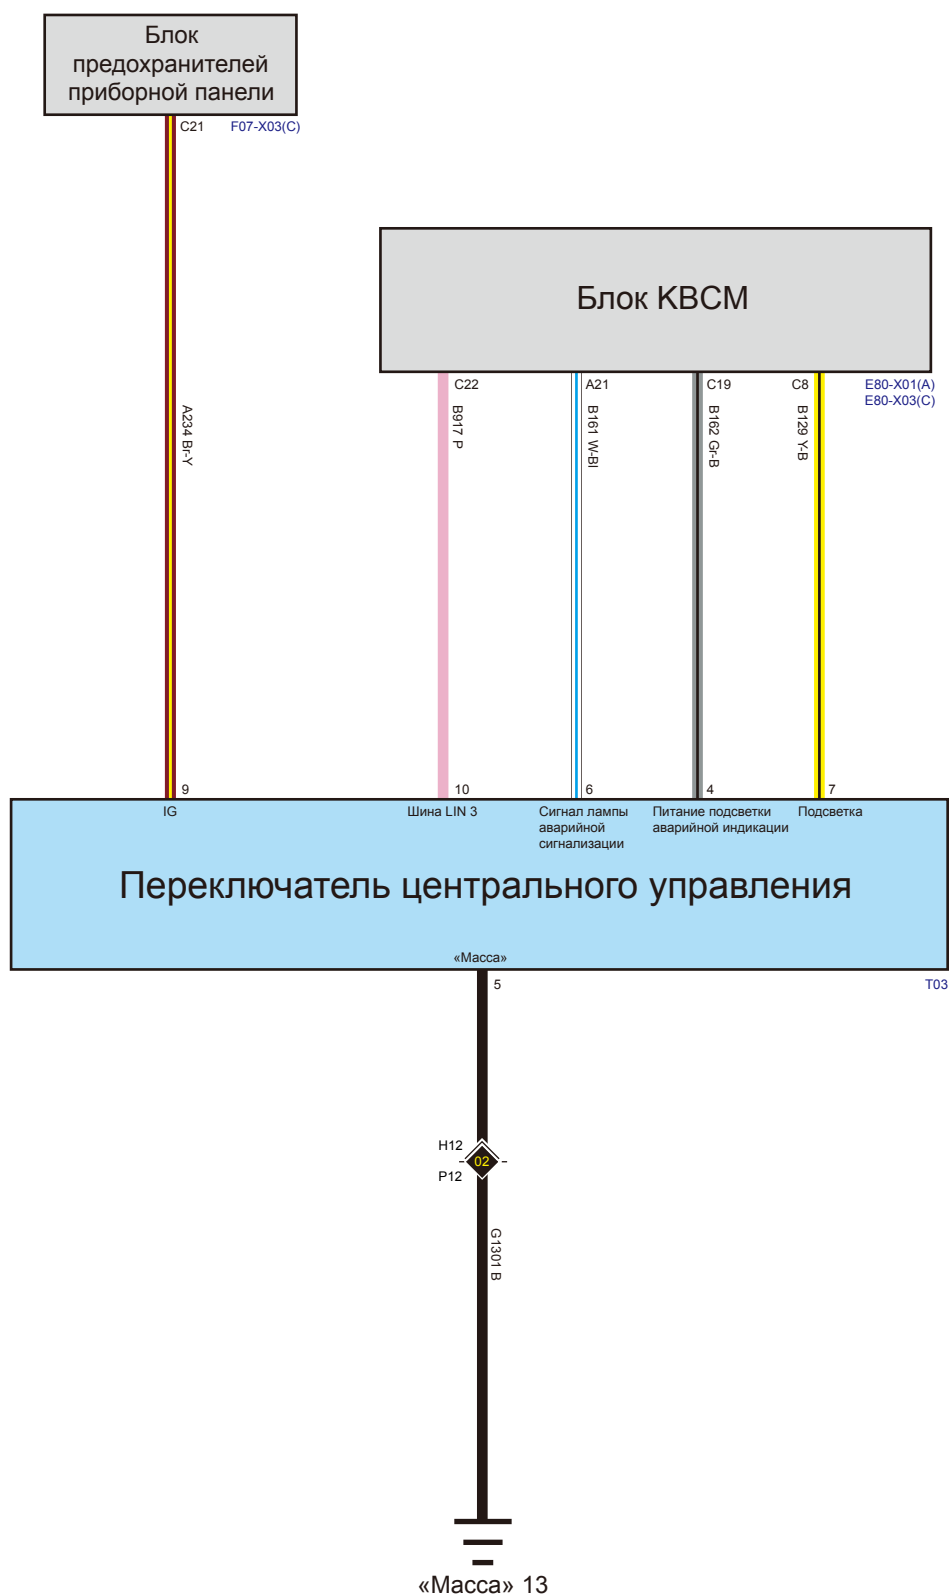 Блок
предохранителей
приборной панели
C21 F07-X03(C)
Блок KBCM
C22 A21 C19 C8 E80-X01(A)
E80-X03(C)
A234 Br-Y
B917 P
B161 W-Bl
B162 Gr-B
B129 Y-B
9 10 6 4 7
IG Шина LIN 3 Сигнал лампы Питание подсветки Подсветка
аварийной аварийной индикации
сигнализации
Переключатель центрального управления
«Масса»
5 T03
H12
02
P12
G1301 B
«Масса» 13